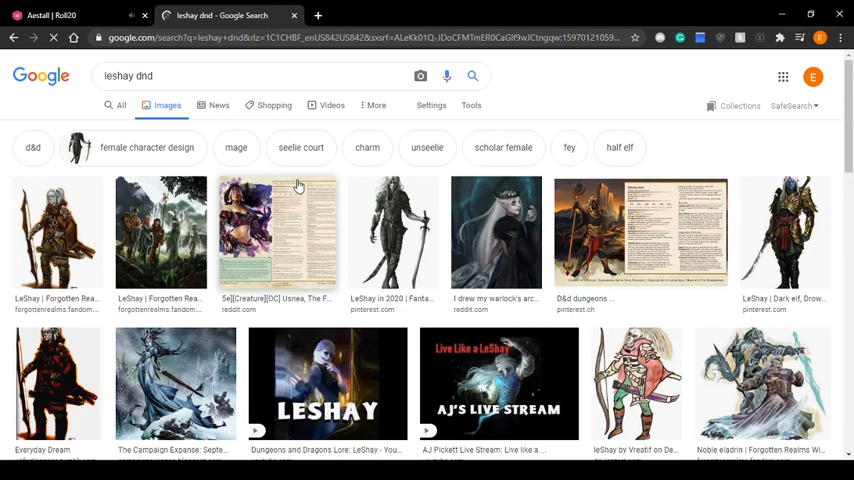 Aestall | Roll20
leshay dnd - Google Search
google.com/search?q=leshay+dnd&rlz=1C1CHBF_enUS842US842&sxsrf=
Google
leshay dnd
E
All Images News Shopping Videos More Settings Tools Collections SafeSearch
d&d female character design mage seelie court charm unseelie scholar female fey half elf
LeShay | Forgotten Rea...
forgottenrealms.fandom...
LeShay | Forgotten Rea...
forgottenrealms.fandom...
5e][Creature][OC] Usnea, The F...
reddit.com
LeShay in 2020 | Fanta...
pinterest.com
I drew my warlock's arc...
reddit.com
D&d dungeons ...
pinterest.ch
LeShay | Dark elf, Drow...
pinterest.com
LESHAY
Live Like a LeShay
AJ'S LIVE STREAM
Everyday Dream
The Campaign Expanse: Septe...
Dungeons and Dragons Lore: LeShay - You...
AJ Pickett Live Stream: Live like a ...
leShay by Vreatif on De...
Noble eladrin | Forgotten Realms Wi...